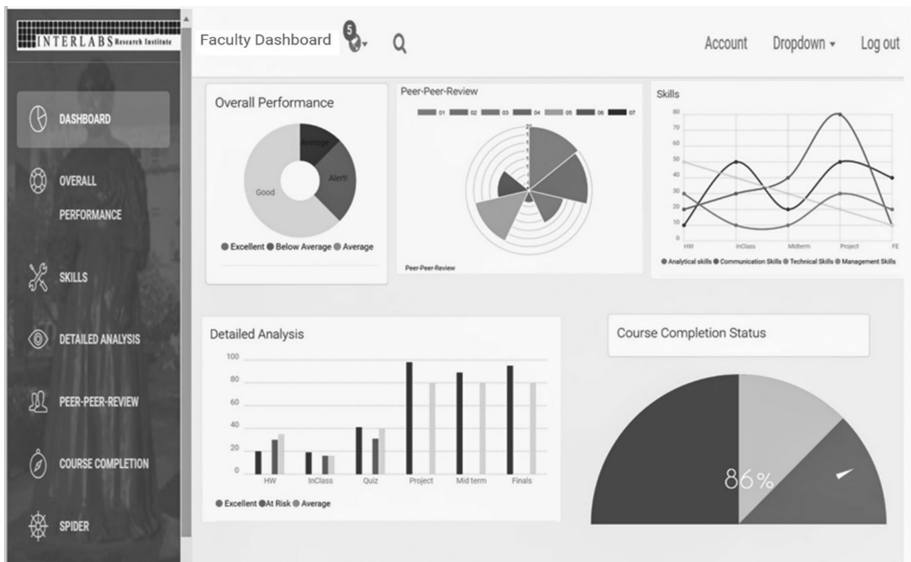 INTERLABS Research Institute
Faculty Dashboard
5
Account
Dropdown
Log out
DASHBOARD
OVERALL
PERFORMANCE
SKILLS
DETAILED ANALYSIS
PEER-PEER-REVIEW
COURSE COMPLETION
SPIDER
Overall Performance
Average
Alert!
Good
Excellent Below Average Average
Peer-Peer-Review
01 02 03 04 05 06 07
Peer-Peer-Review
Skills
80
70
60
50
40
30
20
10
0
HW InClass Midterm Project FE
Analytical skills Communication Skills Technical Skills Management Skills
Detailed Analysis
100
80
60
40
20
0
HW InClass Quiz Project Mid term Finals
Excellent At Risk Average
Course Completion Status
86%